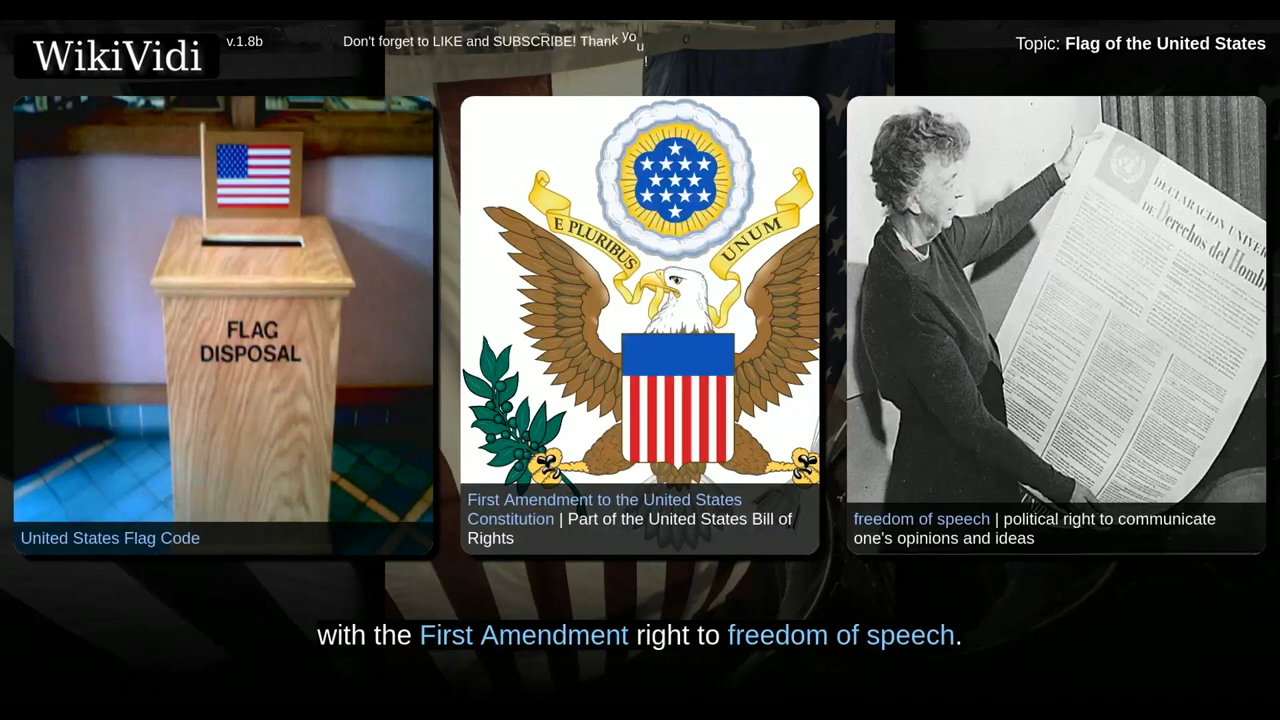 WikiVidi
v.1.8b
Don't forget to LIKE and SUBSCRIBE! Thank you!
Topic: Flag of the United States
FLAG
DISPOSAL
E PLURIBUS
UNUM
DECLARACION UNIVER
DE Derechos del Homb
United States Flag Code
First Amendment to the United States
Constitution | Part of the United States Bill of
Rights
freedom of speech | political right to communicate
one's opinions and ideas
with the First Amendment right to freedom of speech.